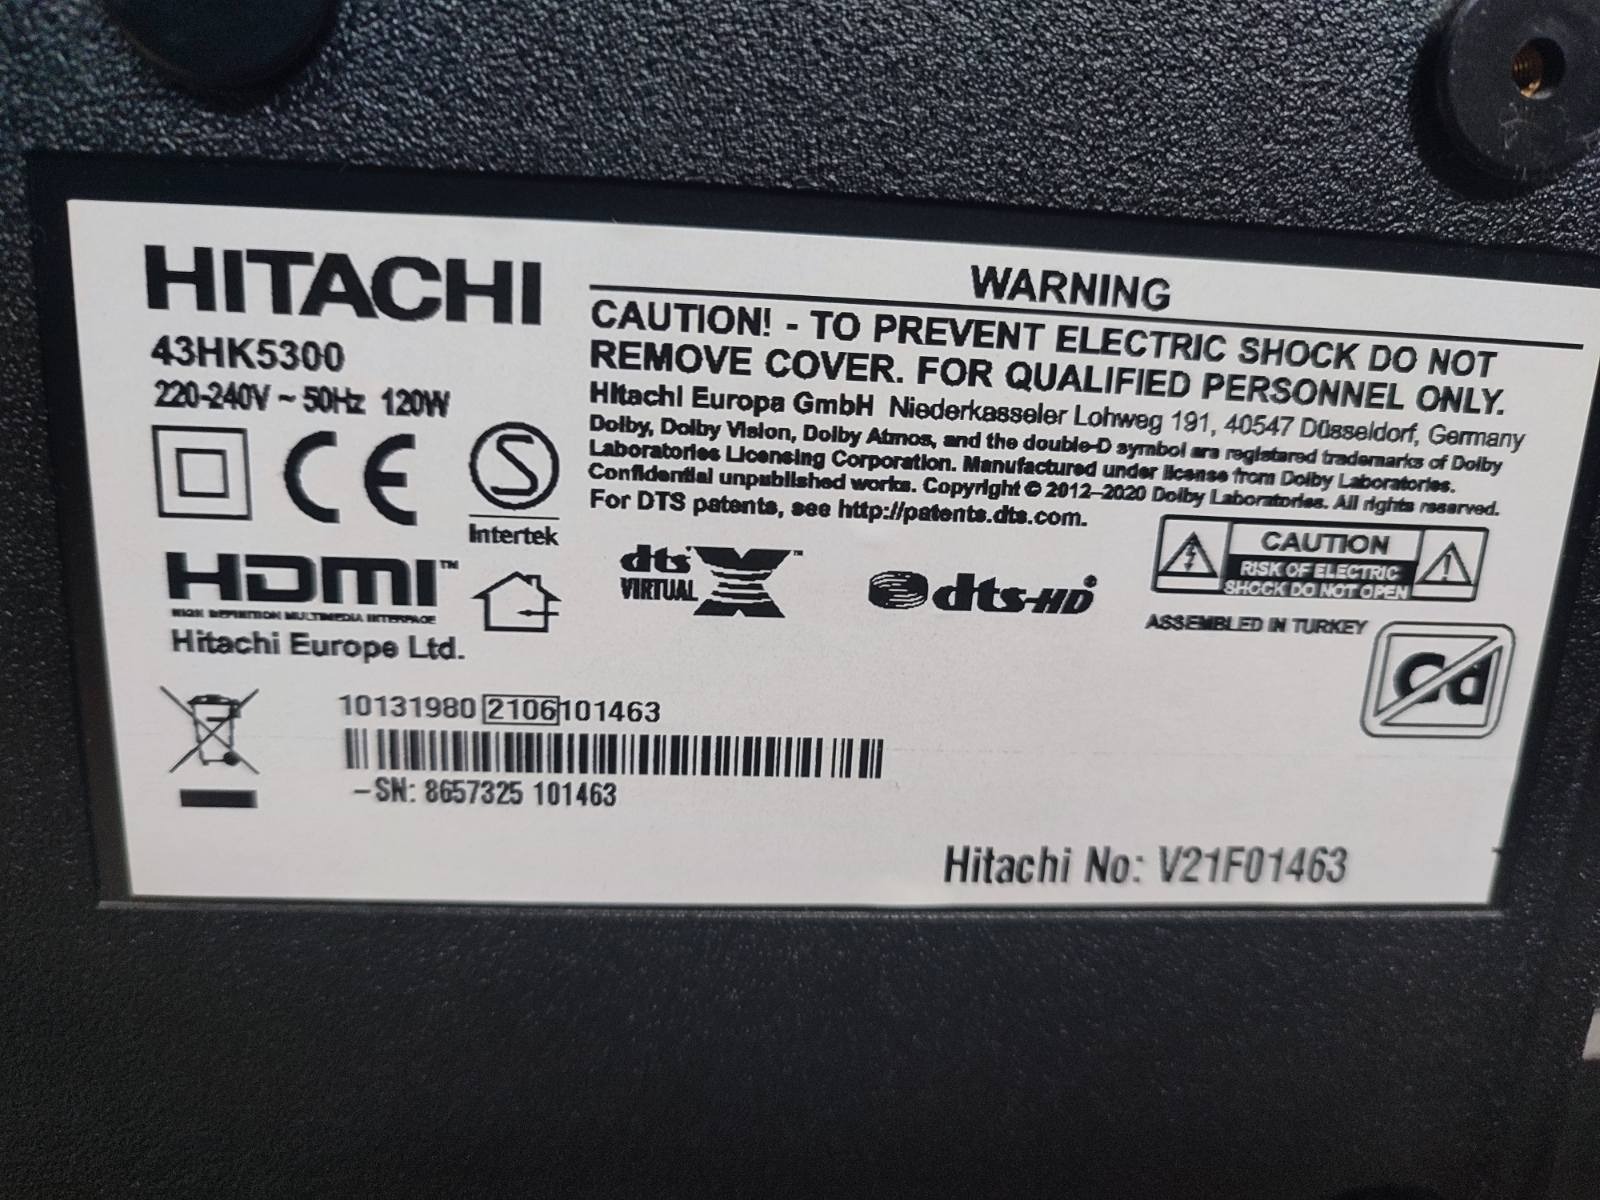 HITACHI
43HK5300
220-240V ~ 50Hz 120W
Intertek
HDMI™
HIGH DEFINITION MULTIMEDIA INTERFACE
Hitachi Europe Ltd.
WARNING
CAUTION! - TO PREVENT ELECTRIC SHOCK DO NOT
REMOVE COVER. FOR QUALIFIED PERSONNEL ONLY.
Hitachi Europa GmbH Niederkasseler Lohweg 191, 40547 Düsseldorf, Germany
Dolby, Dolby Vision, Dolby Atmos, and the double-D symbol are registered trademarks of Dolby
Laboratories Licensing Corporation. Manufactured under license from Dolby Laboratories.
Confidential unpublished works. Copyright © 2012–2020 Dolby Laboratories. All rights reserved.
For DTS patents, see http://patents.dts.com.
dts X™
VIRTUAL
dts-HD®
CAUTION
RISK OF ELECTRIC
SHOCK DO NOT OPEN
ASSEMBLED IN TURKEY
Pb
10131980 2106 101463
–SN: 8657325 101463
Hitachi No: V21F01463